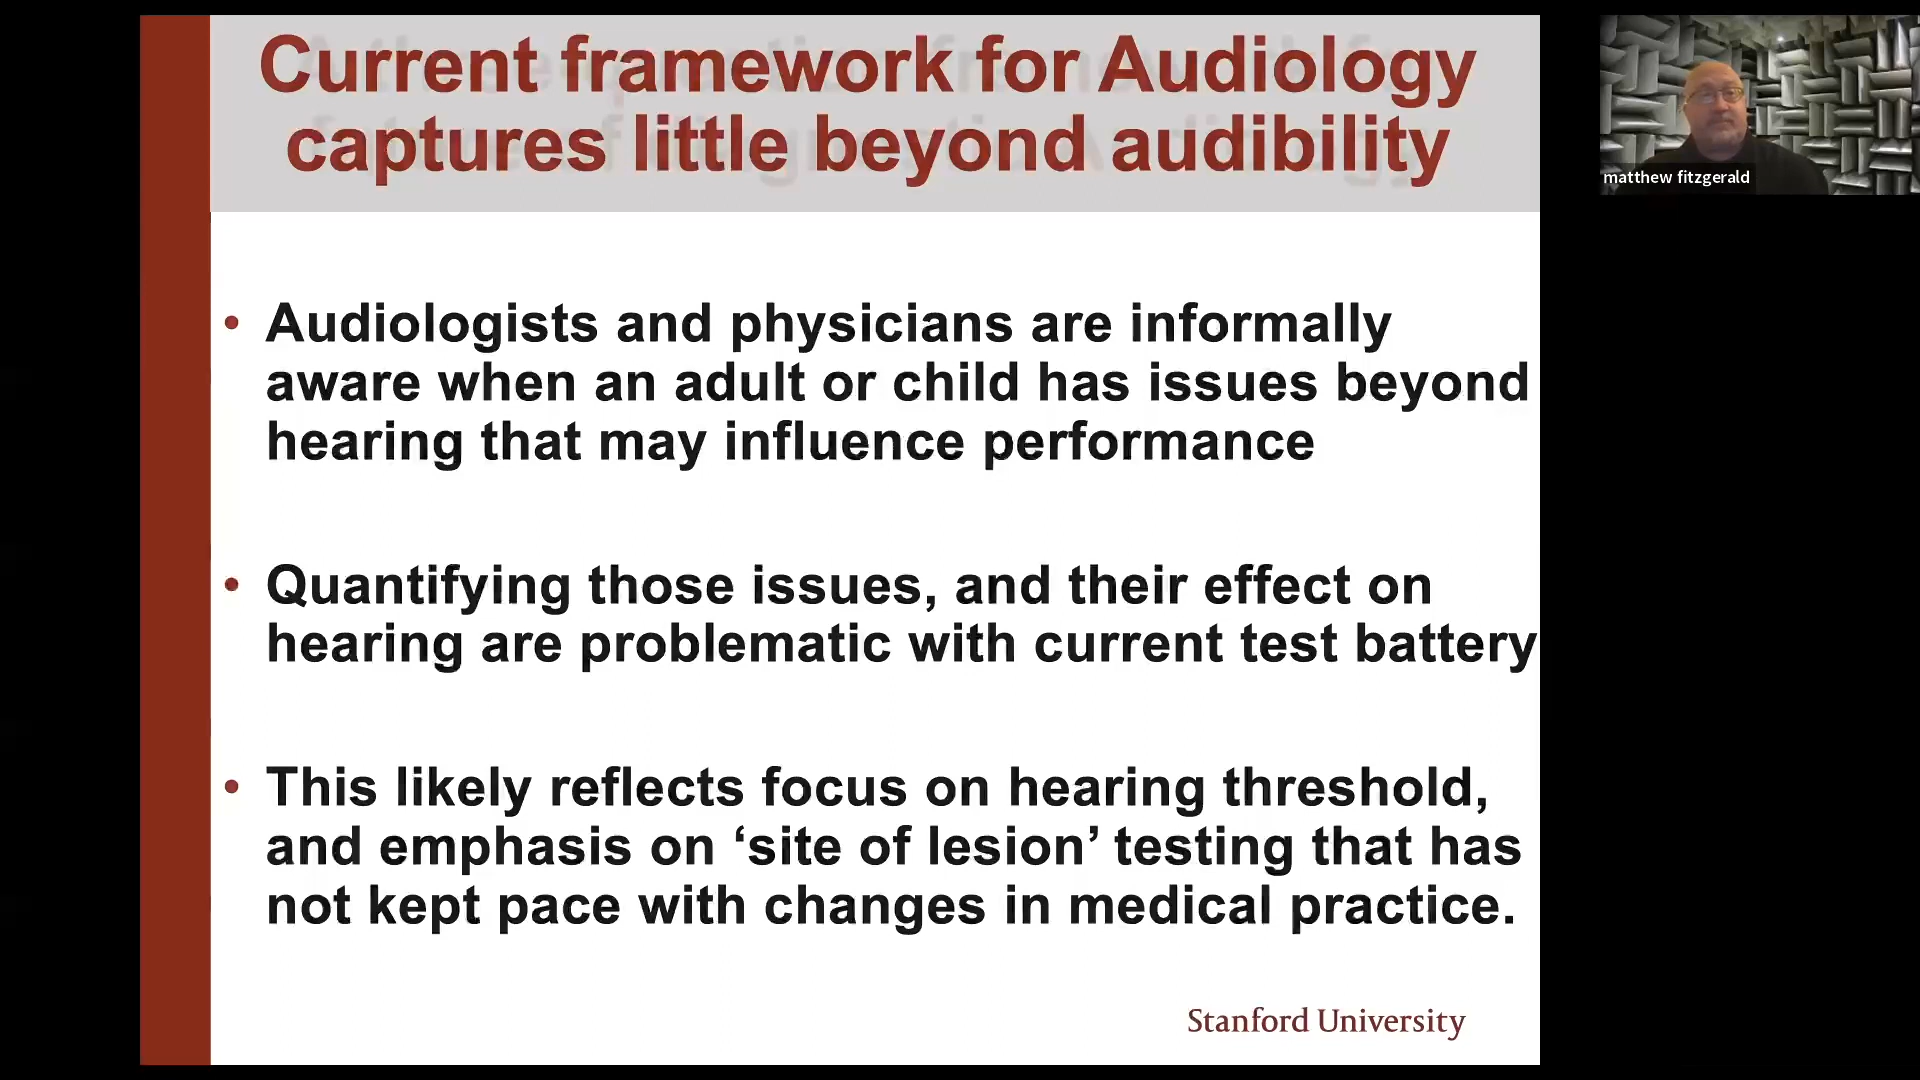 Current framework for Audiology
captures little beyond audibility
matthew fitzgerald
• Audiologists and physicians are informally
aware when an adult or child has issues beyond
hearing that may influence performance
• Quantifying those issues, and their effect on
hearing are problematic with current test battery
• This likely reflects focus on hearing threshold,
and emphasis on ‘site of lesion’ testing that has
not kept pace with changes in medical practice.
Stanford University